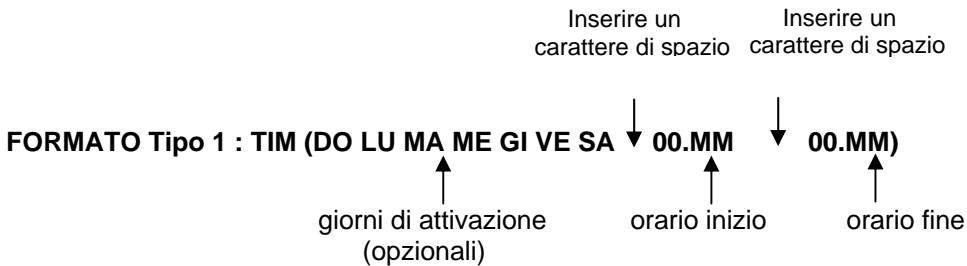 Inserire un
carattere di spazio
Inserire un
carattere di spazio
FORMATO Tipo 1 : TIM (DO LU MA ME GI VE SA 00.MM 00.MM)
giorni di attivazione
(opzionali)
orario inizio
orario fine